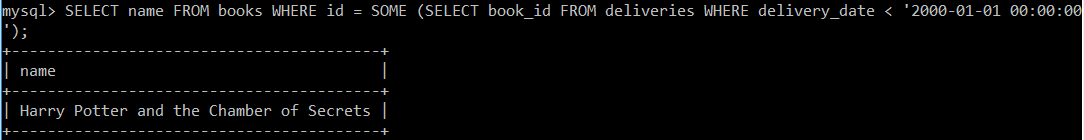 mysql> SELECT name FROM books WHERE id = SOME (SELECT book_id FROM deliveries WHERE delivery_date < '2000-01-01 00:00:00
');
+----------------------------------------+
| name                                   |
+----------------------------------------+
| Harry Potter and the Chamber of Secrets |
+----------------------------------------+